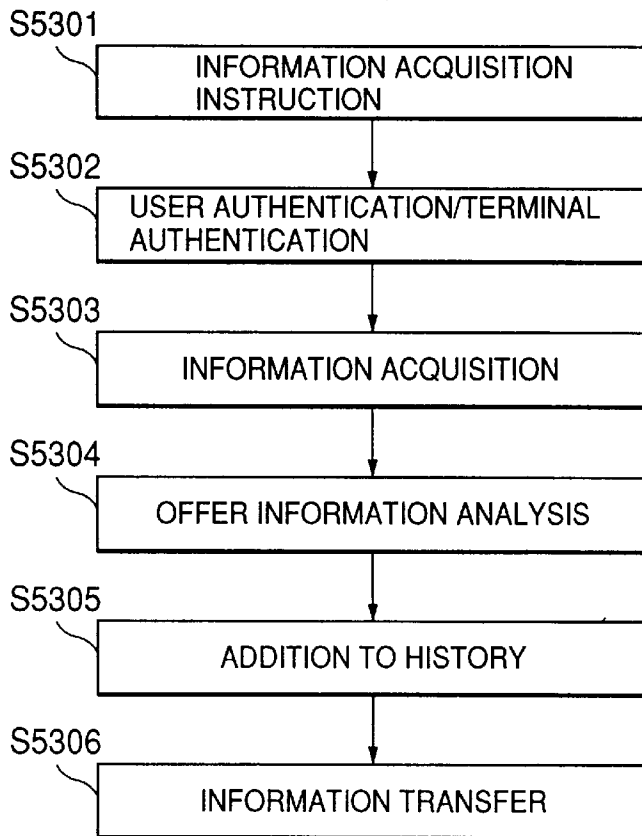 S5301
INFORMATION ACQUISITION
INSTRUCTION
S5302
USER AUTHENTICATION/TERMINAL
AUTHENTICATION
S5303
INFORMATION ACQUISITION
S5304
OFFER INFORMATION ANALYSIS
S5305
ADDITION TO HISTORY
S5306
INFORMATION TRANSFER